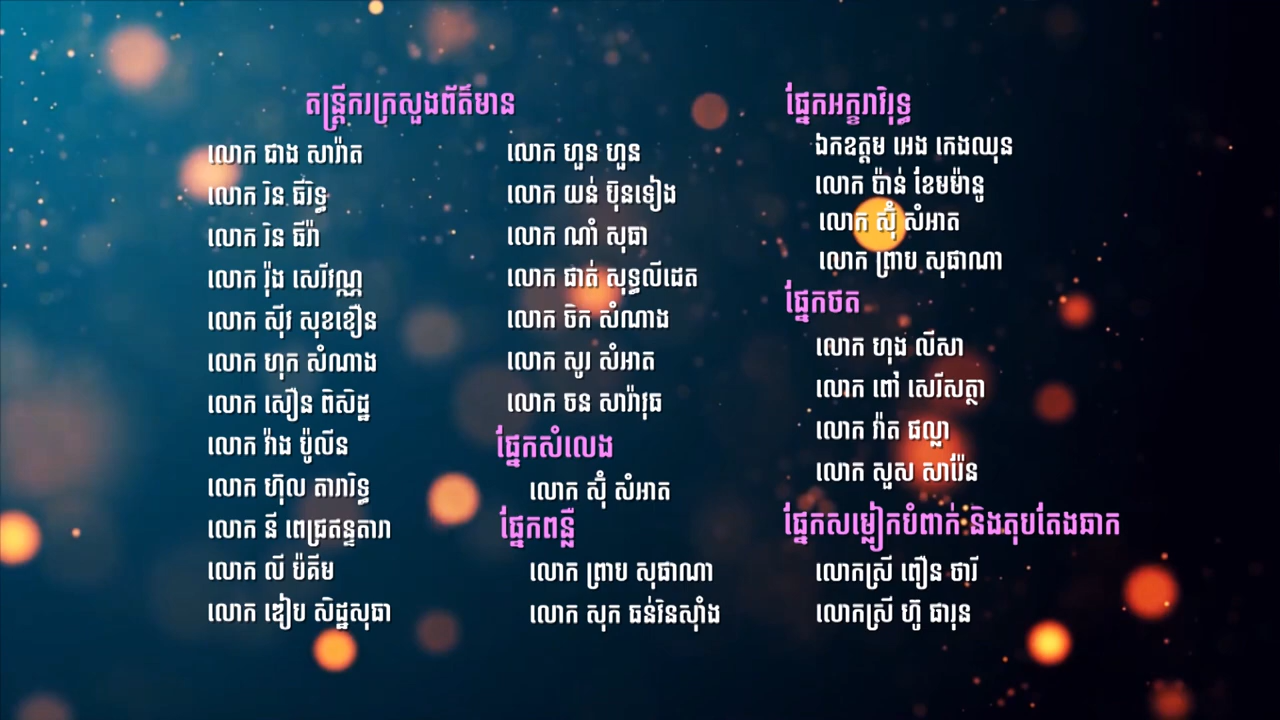 តន្ត្រីករក្រសួងព័ត៌មាន
លោក ជាង សារ៉ាត
លោក រិន ធីរិទ្ធ
លោក រិន ធីរ៉ា
លោក រ៉ុង សេរីវណ្ណ
លោក ស៊ីវ សុខខឿន
លោក ហុក សំណាង
លោក សឿន ពិសិដ្ឋ
លោក វ៉ាង ប៉ូលីន
លោក ហ៊ុល តារារិទ្ធ
លោក នី ពេជ្រឥន្ទតារា
លោក លី ប៉គីម
លោក ឌៀប សិដ្ឋសុធា
លោក ហួន ហួន
លោក យន់ ប៊ុនទៀង
លោក ណាំ សុធា
លោក ផាត់ សុទ្ធលីដេត
លោក ចិក សំណាង
លោក សូរ សំអាត
លោក ចន សារ៉ាវុធ
ផ្នែកសំលេង
លោក ស៊ុំ សំអាត
ផ្នែកពន្លឺ
លោក ព្រាប សុផាណា
លោក សុក ធន់វិនស៊ាំង
ផ្នែកអក្ខរាវិរុទ្ធ
ឯកឧត្តម អេង កេងឈុន
លោក ប៉ាន់ ខែមម៉ានូ
លោក ស៊ុំ សំអាត
លោក ព្រាប សុផាណា
ផ្នែកថត
លោក ហុង លីសា
លោក ពៅ សេរីសត្ថា
លោក វ៉ាត ផល្លា
លោក សួស សារ៉ែន
ផ្នែកសម្លៀកបំពាក់ និងតុបតែងឆាក
លោកស្រី ពឿន ថារី
លោកស្រី ហ៊ូ ផារុន